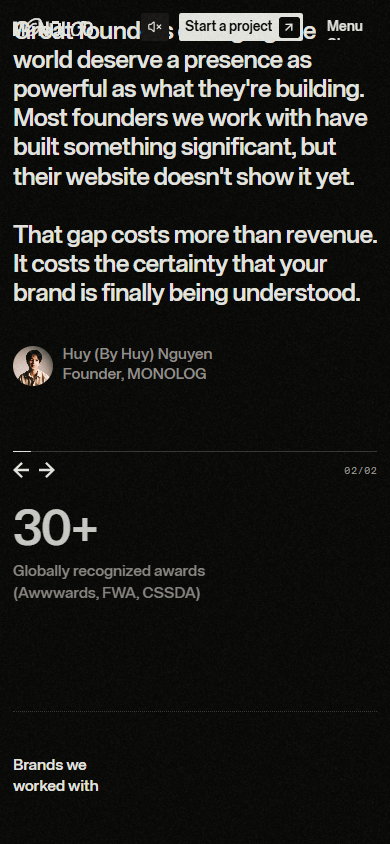 Start a project
Menu
world deserve a presence as
powerful as what they're building.
Most founders we work with have
built something significant, but
their website doesn't show it yet.
That gap costs more than revenue.
It costs the certainty that your
brand is finally being understood.
Huy (By Huy) Nguyen
Founder, MONOLOG
02/02
30+
Globally recognized awards
(Awwwards, FWA, CSSDA)
Brands we
worked with